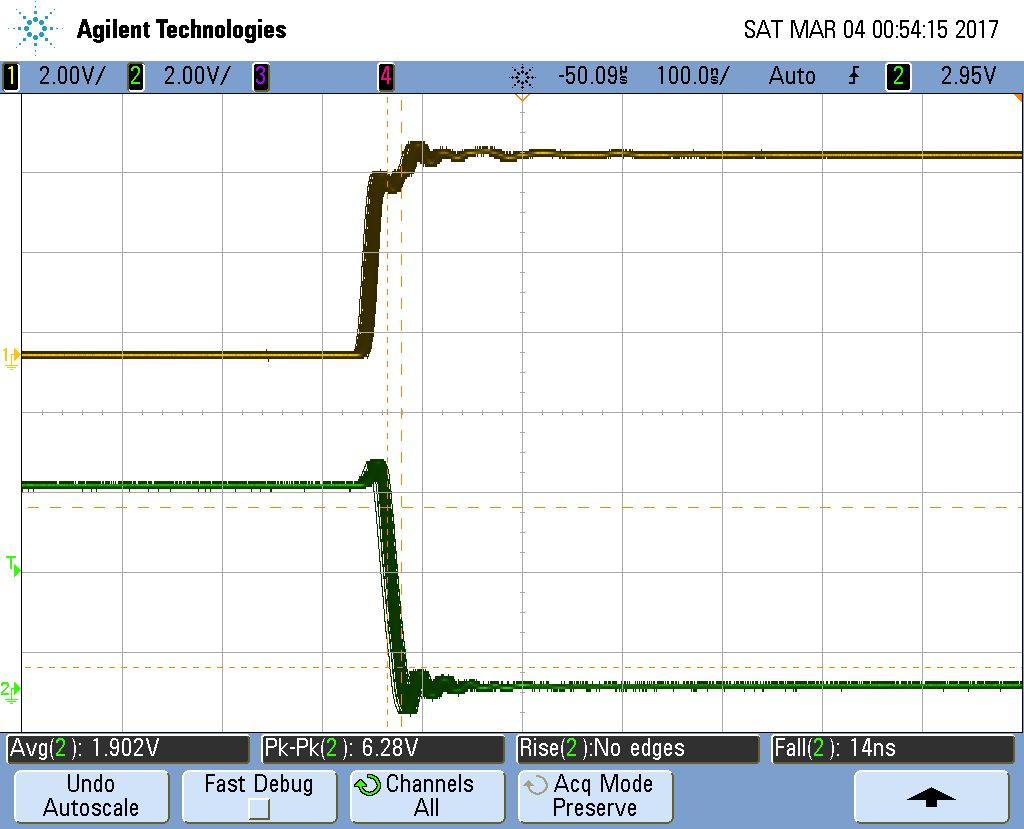 Agilent Technologies
SAT MAR 04 00:54:15 2017
1 2.00V/ 2 2.00V/ 3 4 -50.09µs 100.0ns/ Auto 2 2.95V
1
T
2
Avg(2): 1.902V Pk-Pk(2): 6.28V Rise(2):No edges Fall(2): 14ns
Undo Autoscale
Fast Debug
Channels All
Acq Mode Preserve